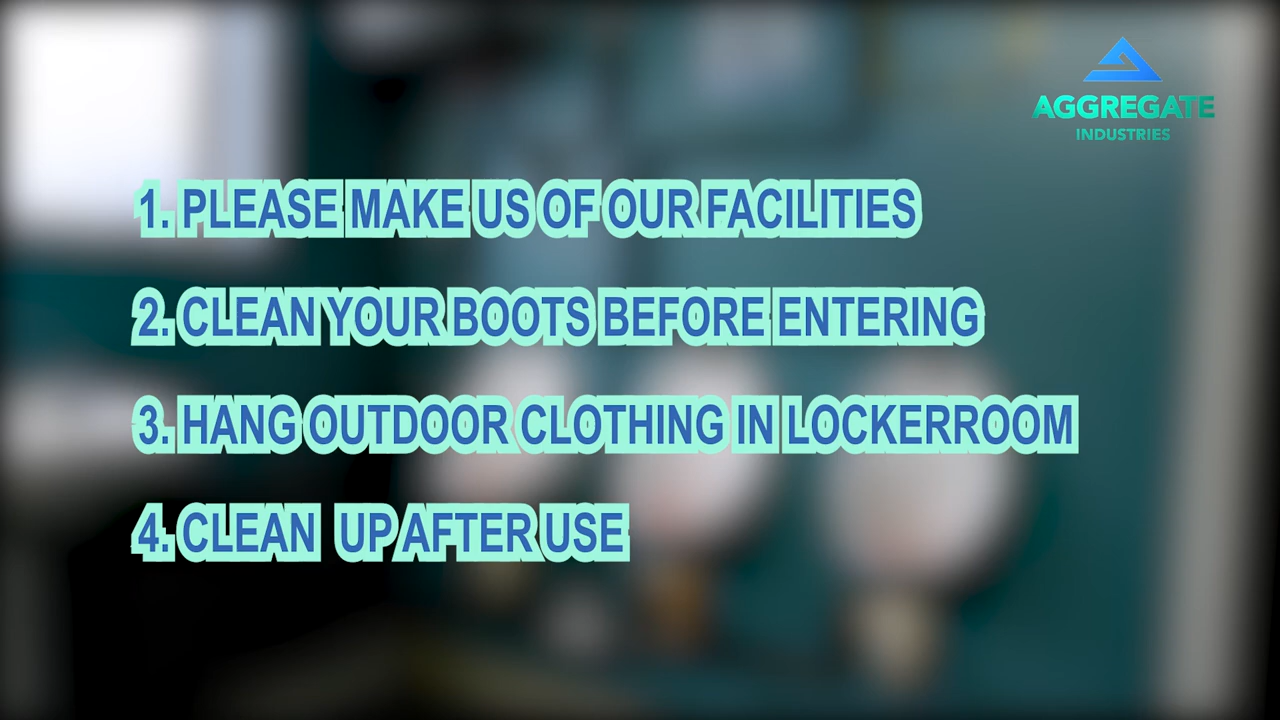 AGGREGATE
INDUSTRIES
1. PLEASE MAKE US OF OUR FACILITIES
2. CLEAN YOUR BOOTS BEFORE ENTERING
3. HANG OUTDOOR CLOTHING IN LOCKERROOM
4. CLEAN UP AFTER USE